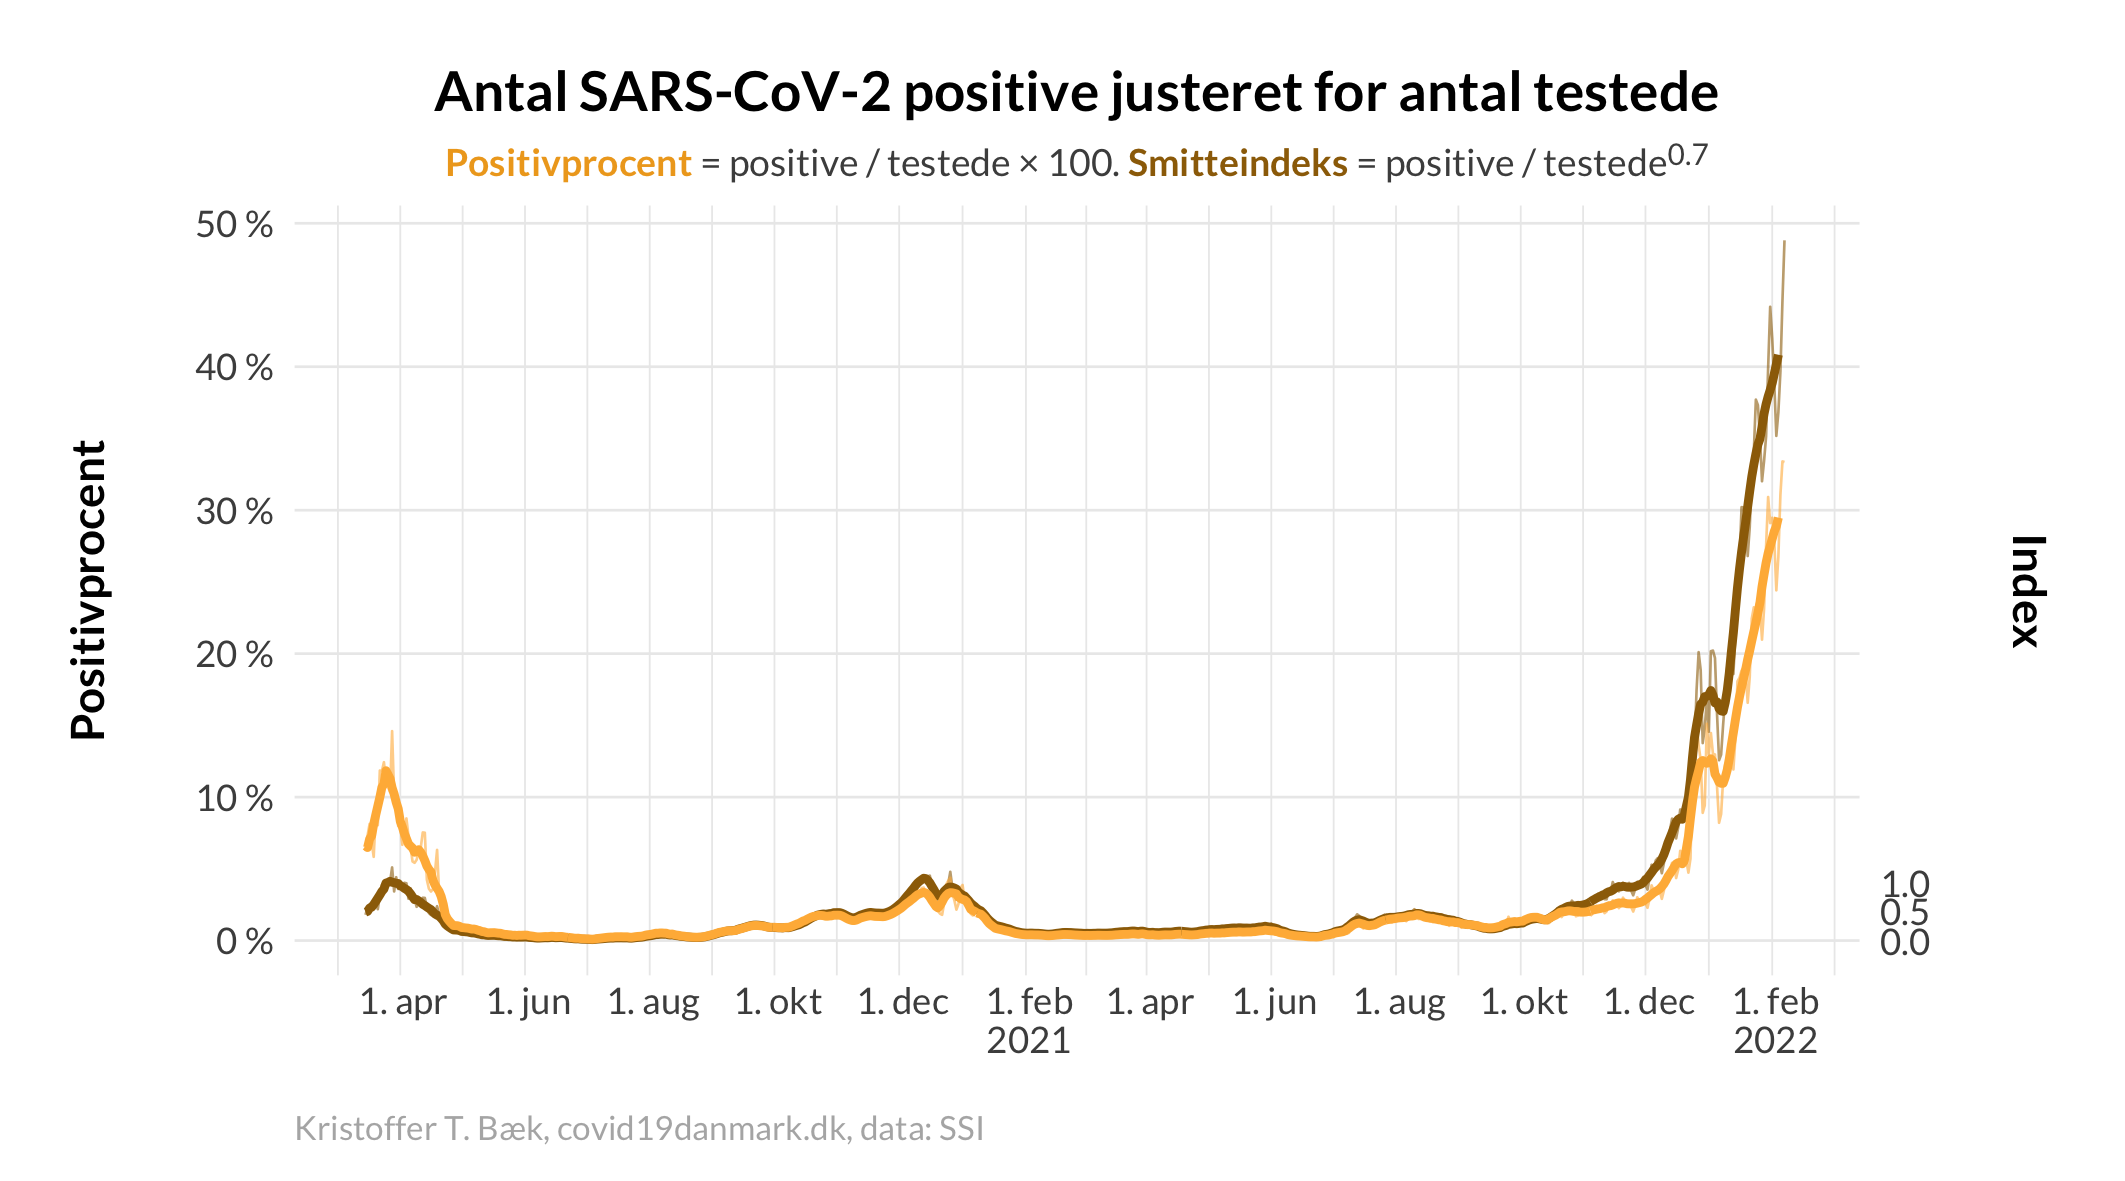 Antal SARS-CoV-2 positive justeret for antal testede
Positivprocent = positive / testede × 100. Smitteindeks = positive / testede^0.7
50 %
40 %
30 %
20 %
10 %
0 %
Positivprocent
Index
1.0
0.5
0.0
1. apr 1. jun 1. aug 1. okt 1. dec 1. feb 1. apr 1. jun 1. aug 1. okt 1. dec 1. feb
2021 2022
Kristoffer T. Bæk, covid19danmark.dk, data: SSI